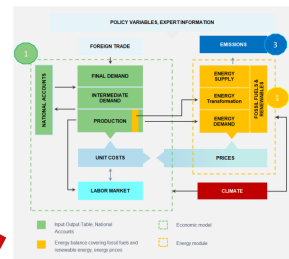 POLICY VARIABLES, EXPERT INFORMATION
FOREIGN TRADE
EMISSIONS
3
1
NATIONAL ACCOUNTS
FINAL DEMAND
INTERMEDIATE
DEMAND
PRODUCTION
ENERGY
SUPPLY
ENERGY
Transformation
ENERGY
DEMAND
FOSSIL FUELS &
RENEWABLES
UNIT COSTS
PRICES
LABOR MARKET
CLIMATE
Input-Output Table, National
Accounts
Economic model
Energy balance covering fossil fuels and
renewable energy, energy prices
Energy module